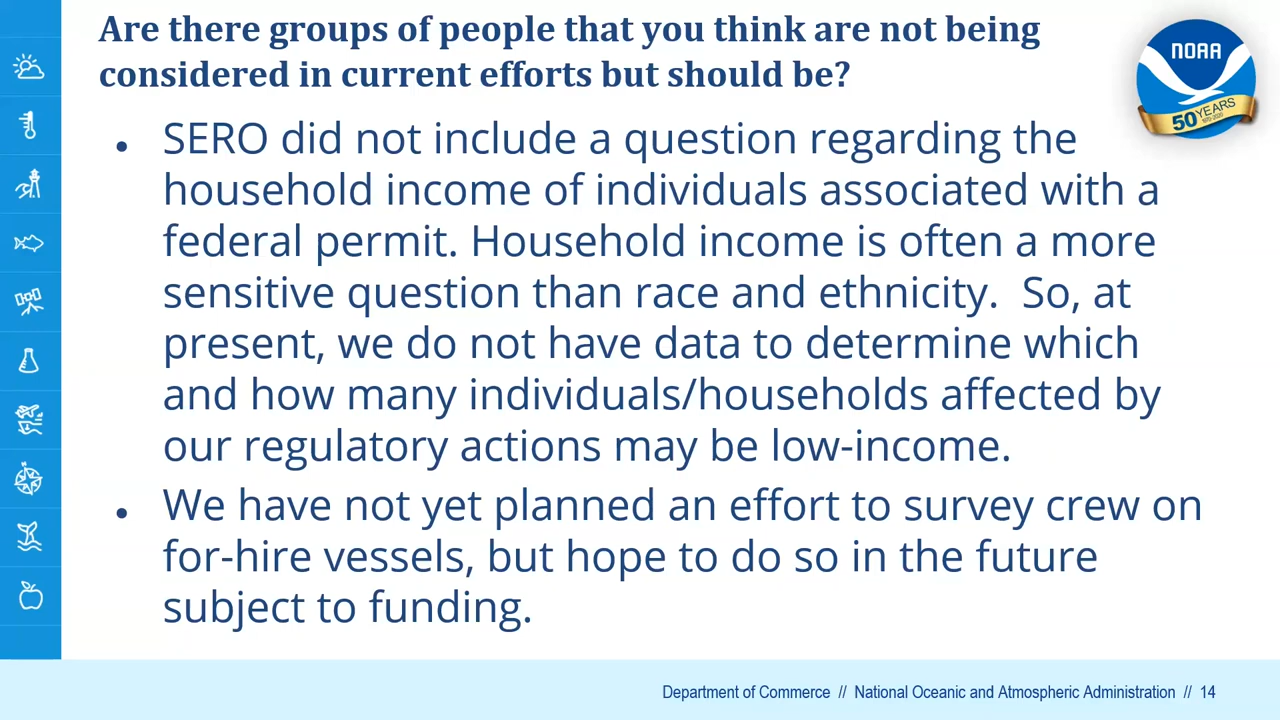 Are there groups of people that you think are not being
considered in current efforts but should be?
NOAA
50 YEARS
1970-2020
• SERO did not include a question regarding the
household income of individuals associated with a
federal permit. Household income is often a more
sensitive question than race and ethnicity.  So, at
present, we do not have data to determine which
and how many individuals/households affected by
our regulatory actions may be low-income.
• We have not yet planned an effort to survey crew on
for-hire vessels, but hope to do so in the future
subject to funding.
Department of Commerce // National Oceanic and Atmospheric Administration // 14